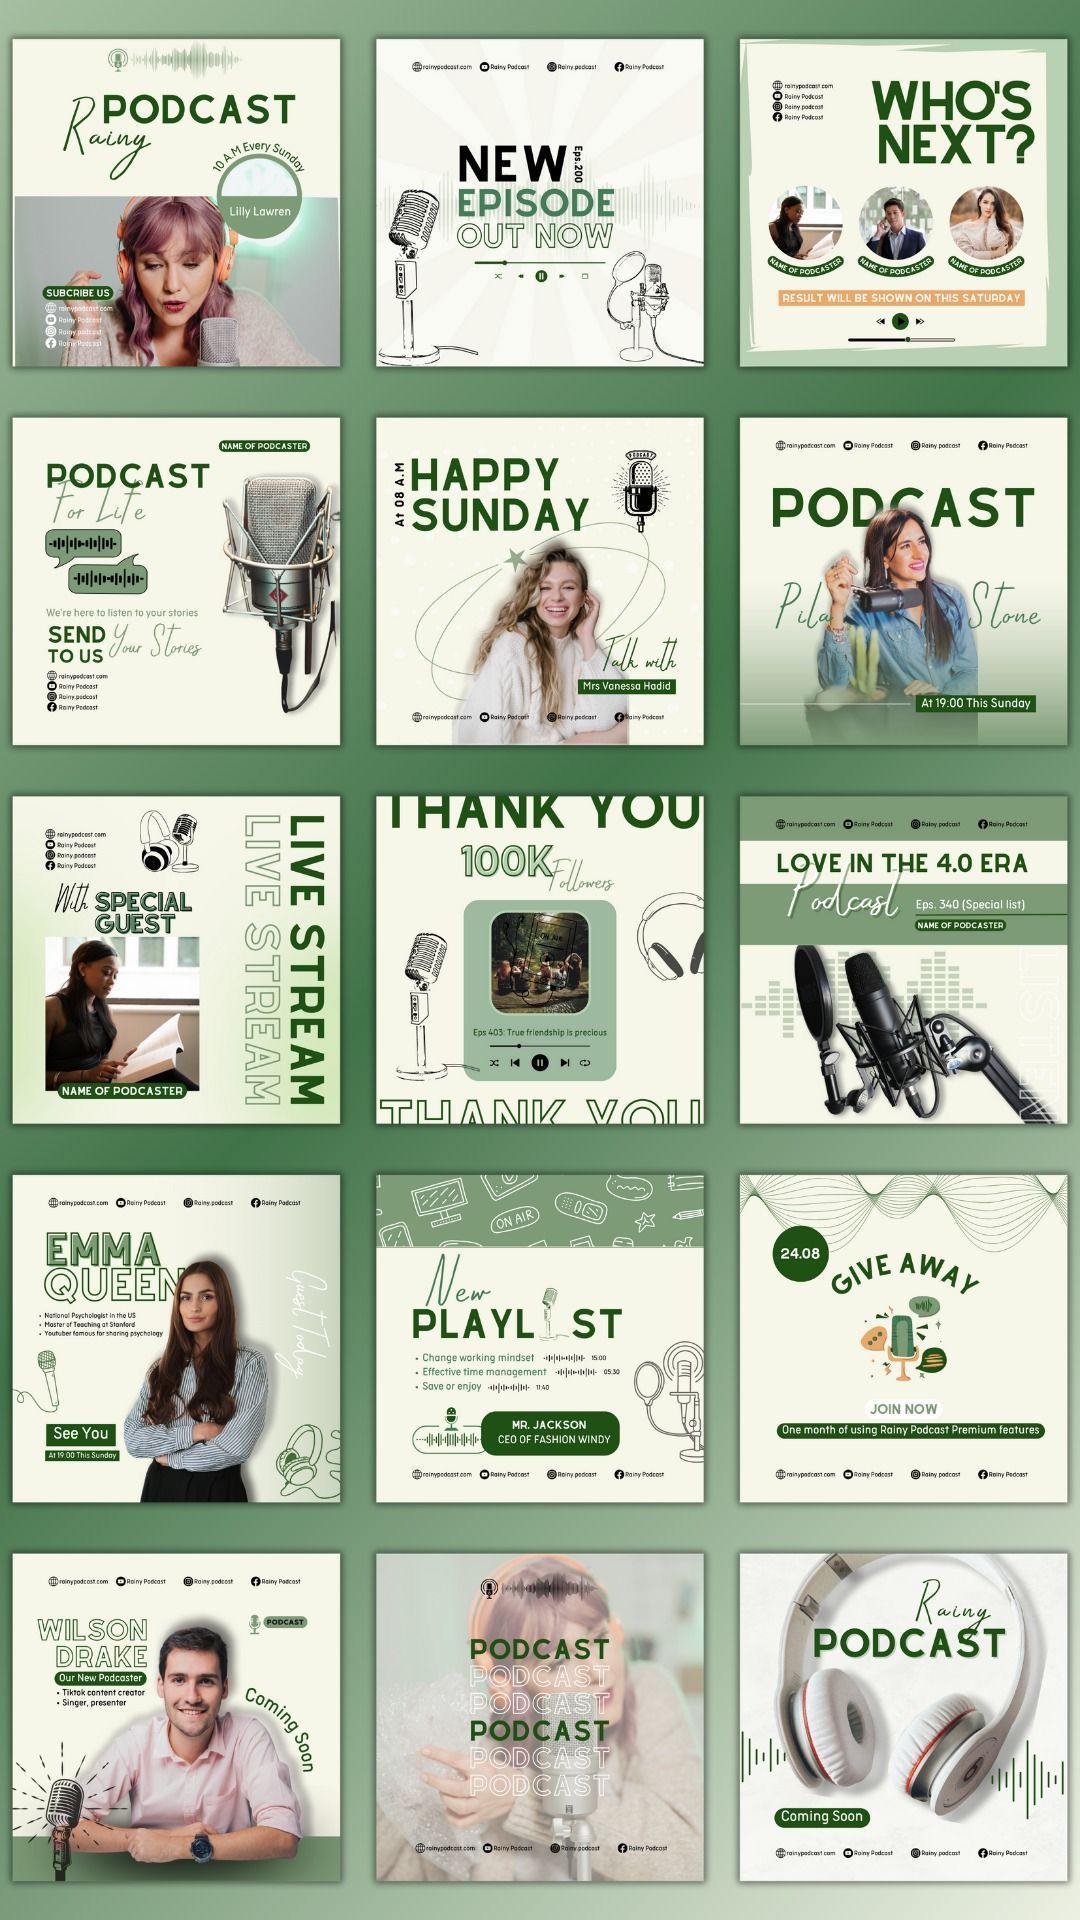 PODCAST
Rainy
10 A.M Every Sunday
Lilly Lawren
SUBCRIBE US
rainypodcast.com
Rainy Podcast
Rainy.podcast
Rainy Podcast
rainypodcast.com Rainy Podcast Rainy.podcast Rainy Podcast
NEW
Eps.200
EPISODE
OUT NOW
rainypodcast.com
Rainy Podcast
Rainy.podcast
Rainy Podcast
WHO'S
NEXT?
NAME OF PODCASTER NAME OF PODCASTER NAME OF PODCASTER
RESULT WILL BE SHOWN ON THIS SATURDAY
NAME OF PODCASTER
PODCAST
For Life
We're here to listen to your stories
SEND
TO US
Your Stories
rainypodcast.com
Rainy Podcast
Rainy.podcast
Rainy Podcast
At 08 A.M
HAPPY
SUNDAY
PODCAST
Talk with
Mrs Vanessa Hadid
rainypodcast.com Rainy Podcast Rainy.podcast Rainy Podcast
rainypodcast.com Rainy Podcast Rainy.podcast Rainy Podcast
PODCAST
Pila Stone
At 19:00 This Sunday
rainypodcast.com
Rainy Podcast
Rainy.podcast
Rainy Podcast
With SPECIAL
GUEST
NAME OF PODCASTER
LIVE STREAM
LIVE STREAM
THANK YOU
100K
Followers
ON AIR
Eps 403: True friendship is precious
THANK YOU
rainypodcast.com Rainy Podcast Rainy.podcast Rainy Podcast
LOVE IN THE 4.0 ERA
Podcast
Eps. 340 (Special list)
NAME OF PODCASTER
LISTEN
rainypodcast.com Rainy Podcast Rainy.podcast Rainy Podcast
EMMA
QUEEN
• National Psychologist in the US
• Master of Teaching at Stanford
• Youtuber famous for sharing psychology
Guest Today
See You
At 19:00 This Sunday
ON AIR
New
PLAYL ST
• Change working mindset 15:00
• Effective time management 05:30
• Save or enjoy 11:40
MR. JACKSON
CEO OF FASHION WINDY
rainypodcast.com Rainy Podcast Rainy.podcast Rainy Podcast
24.08
GIVE AWAY
JOIN NOW
One month of using Rainy Podcast Premium features
rainypodcast.com Rainy Podcast Rainy.podcast Rainy Podcast
rainypodcast.com Rainy Podcast Rainy.podcast Rainy Podcast
WILSON
DRAKE
PODCAST
Our New Podcaster
• Tiktok content creator
• Singer, presenter
Coming Soon
PODCAST
PODCAST
PODCAST
PODCAST
PODCAST
PODCAST
rainypodcast.com Rainy Podcast Rainy.podcast Rainy Podcast
Rainy
PODCAST
Coming Soon
rainypodcast.com Rainy Podcast Rainy.podcast Rainy Podcast